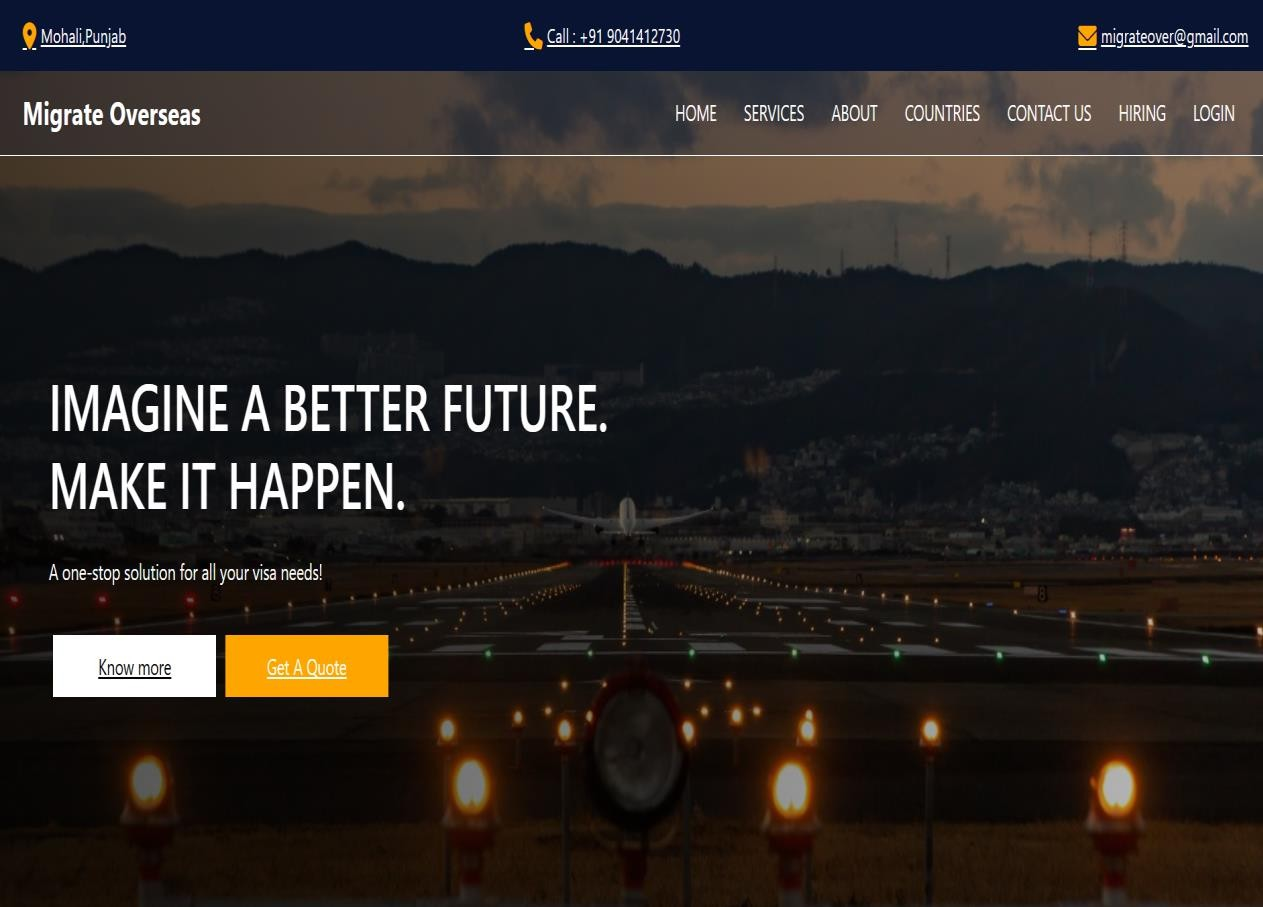 Mohali,Punjab
Call : +91 9041412730
migrateover@gmail.com
Migrate Overseas
HOME SERVICES ABOUT COUNTRIES CONTACT US HIRING LOGIN
IMAGINE A BETTER FUTURE.
MAKE IT HAPPEN.
A one-stop solution for all your visa needs!
Know more
Get A Quote